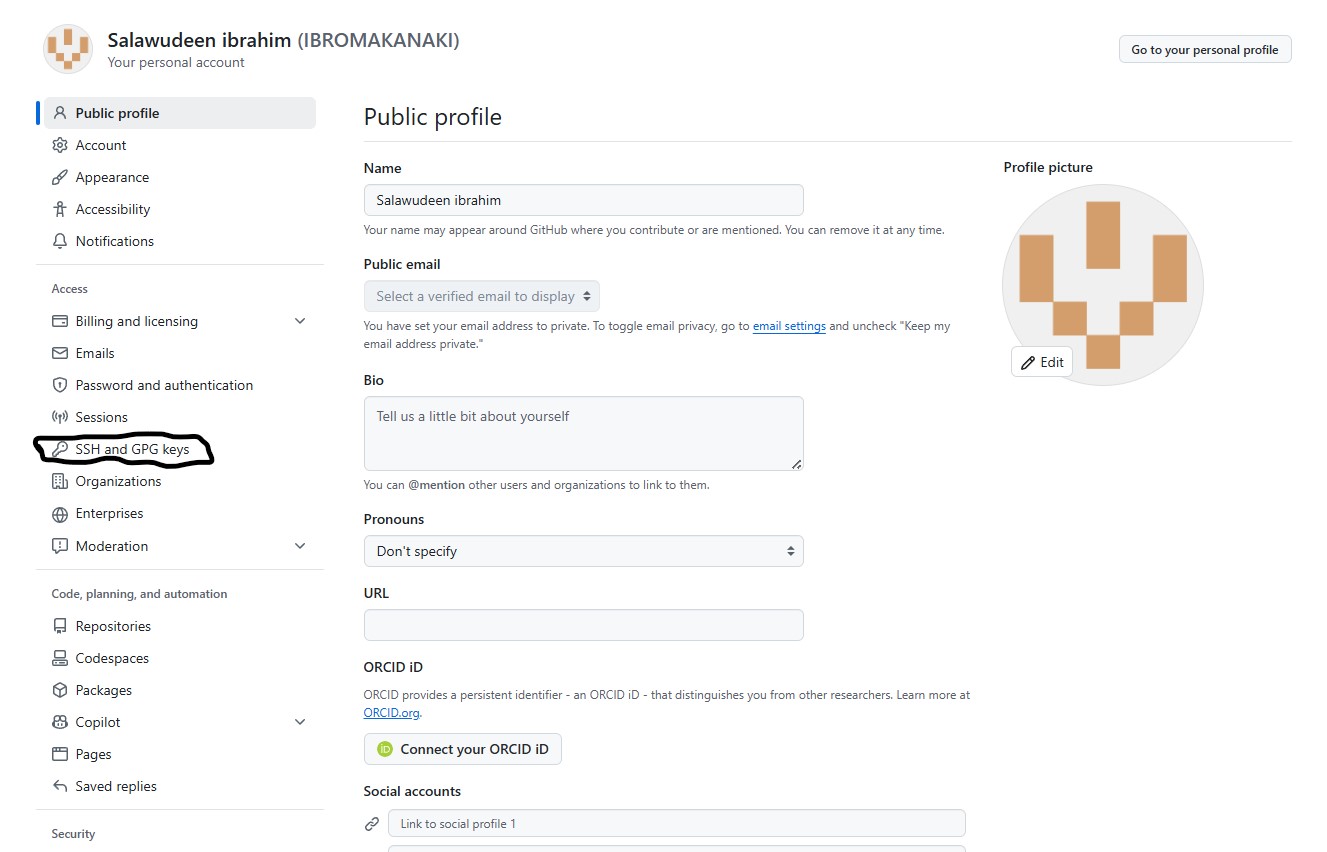 Salawudeen ibrahim (IBROMAKANAKI)
Your personal account
Go to your personal profile
Public profile
Account
Appearance
Accessibility
Notifications
Access
Billing and licensing
Emails
Password and authentication
Sessions
SSH and GPG keys
Organizations
Enterprises
Moderation
Code, planning, and automation
Repositories
Codespaces
Packages
Copilot
Pages
Saved replies
Security
Public profile
Name
Salawudeen ibrahim
Your name may appear around GitHub where you contribute or are mentioned. You can remove it at any time.
Public email
Select a verified email to display
You have set your email address to private. To toggle email privacy, go to email settings and uncheck "Keep my
email address private."
Bio
Tell us a little bit about yourself
You can @mention other users and organizations to link to them.
Pronouns
Don't specify
URL
ORCID iD
ORCID provides a persistent identifier - an ORCID iD - that distinguishes you from other researchers. Learn more at
ORCID.org.
iD Connect your ORCID iD
Social accounts
Link to social profile 1
Profile picture
Edit